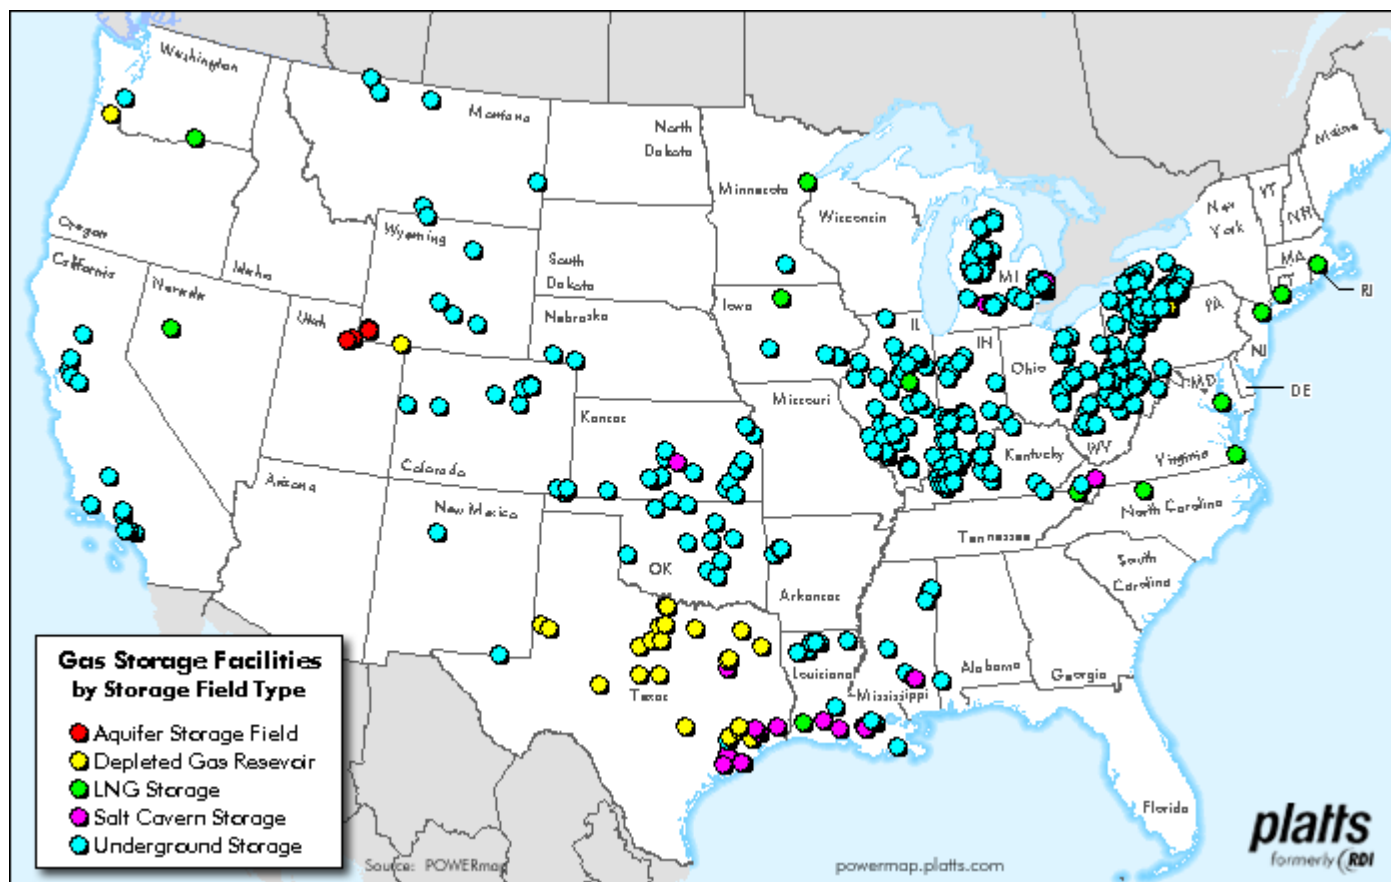 Washington
Montana
North
Dakota
Minnesota
Wisconsin
Maine
VT
NH
New
York
MA
CT
RI
Oregon
Idaho
Wyoming
South
Dakota
MI
California
Nevada
Utah
Nebraska
Iowa
IL
IN
Ohio
PA
NJ
MD
DE
Colorado
Kansas
Missouri
Kentucky
WV
Virginia
Arizona
New Mexico
OK
Arkansas
Tennessee
North Carolina
South
Carolina
Texas
Louisiana
Mississippi
Alabama
Georgia
Florida
Gas Storage Facilities
by Storage Field Type
Aquifer Storage Field
Depleted Gas Resevoir
LNG Storage
Salt Cavern Storage
Underground Storage
Source: POWERmap
powermap.platts.com
platts
formerly RDI